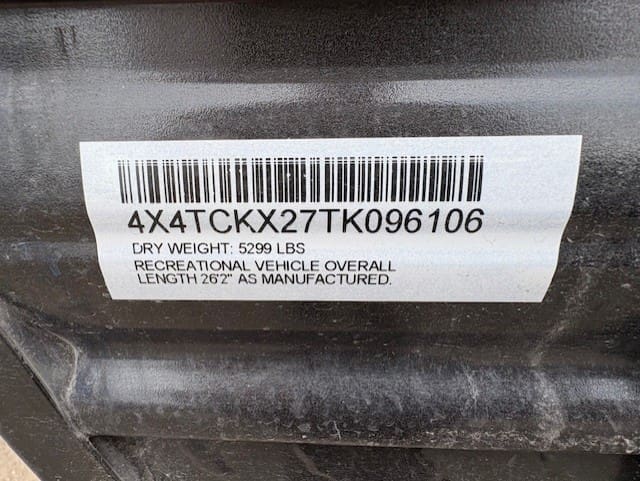 4X4TCKX27TK096106
DRY WEIGHT: 5299 LBS
RECREATIONAL VEHICLE OVERALL
LENGTH 26'2" AS MANUFACTURED.